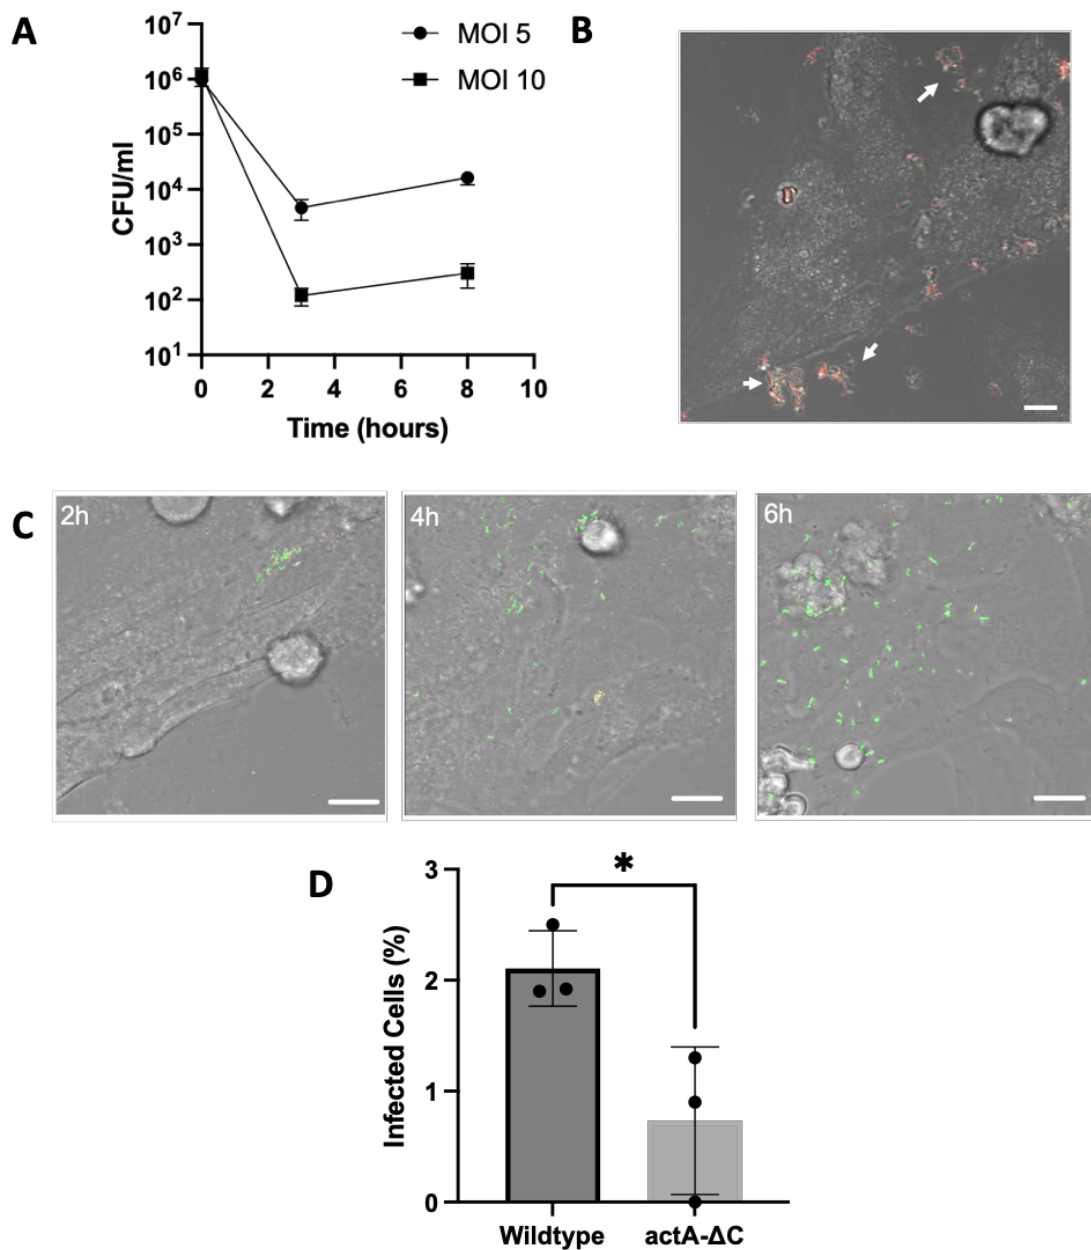 A
10⁷
10⁶
10⁵
10⁴
10³
10²
10¹
CFU/ml
0 2 4 6 8 10
Time (hours)
MOI 5
MOI 10
B
C
2h
4h
6h
D
3
2
1
0
Infected Cells (%)
*
Wildtype actA-ΔC